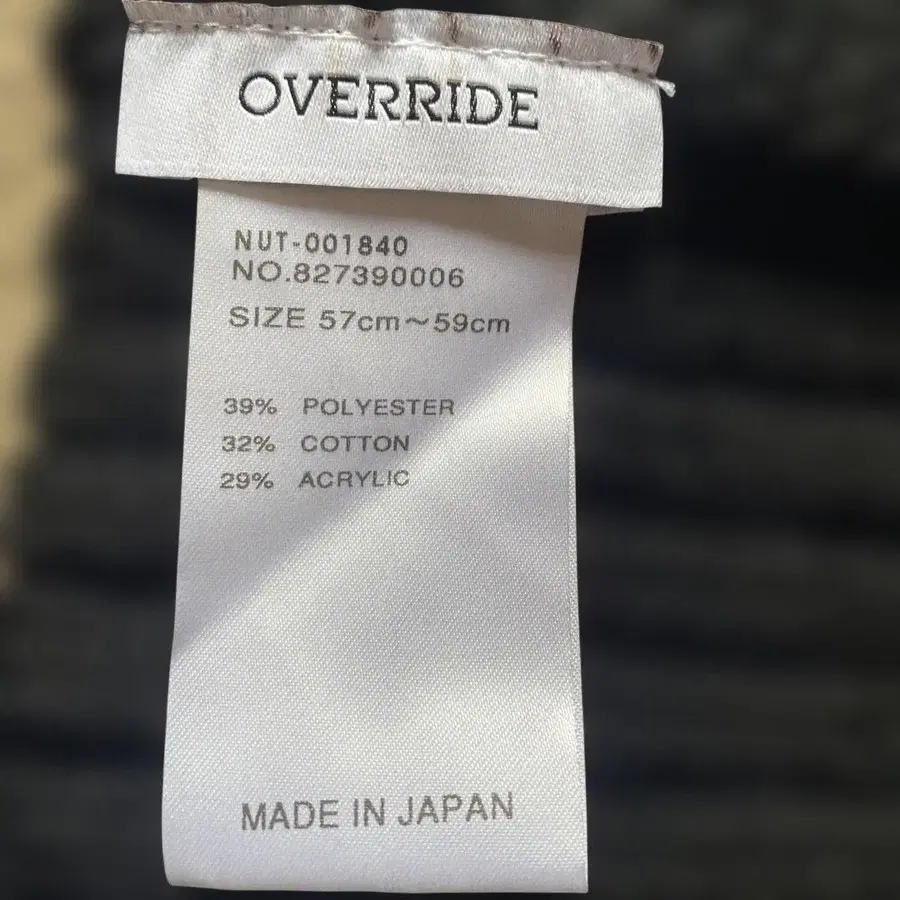 OVERRIDE
NUT-001840
NO.827390006
SIZE 57cm～59cm
39% POLYESTER
32% COTTON
29% ACRYLIC
MADE IN JAPAN